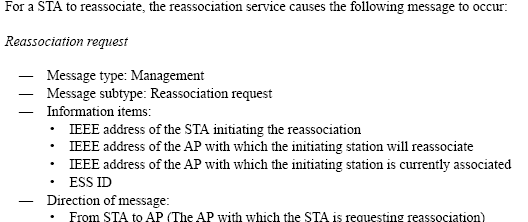 For a STA to reassociate, the reassociation service causes the following message to occur:
Reassociation request
— Message type: Management
— Message subtype: Reassociation request
— Information items:
• IEEE address of the STA initiating the reassociation
• IEEE address of the AP with which the initiating station will reassociate
• IEEE address of the AP with which the initiating station is currently associated
• ESS ID
— Direction of message:
• From STA to AP (The AP with which the STA is requesting reassociation)